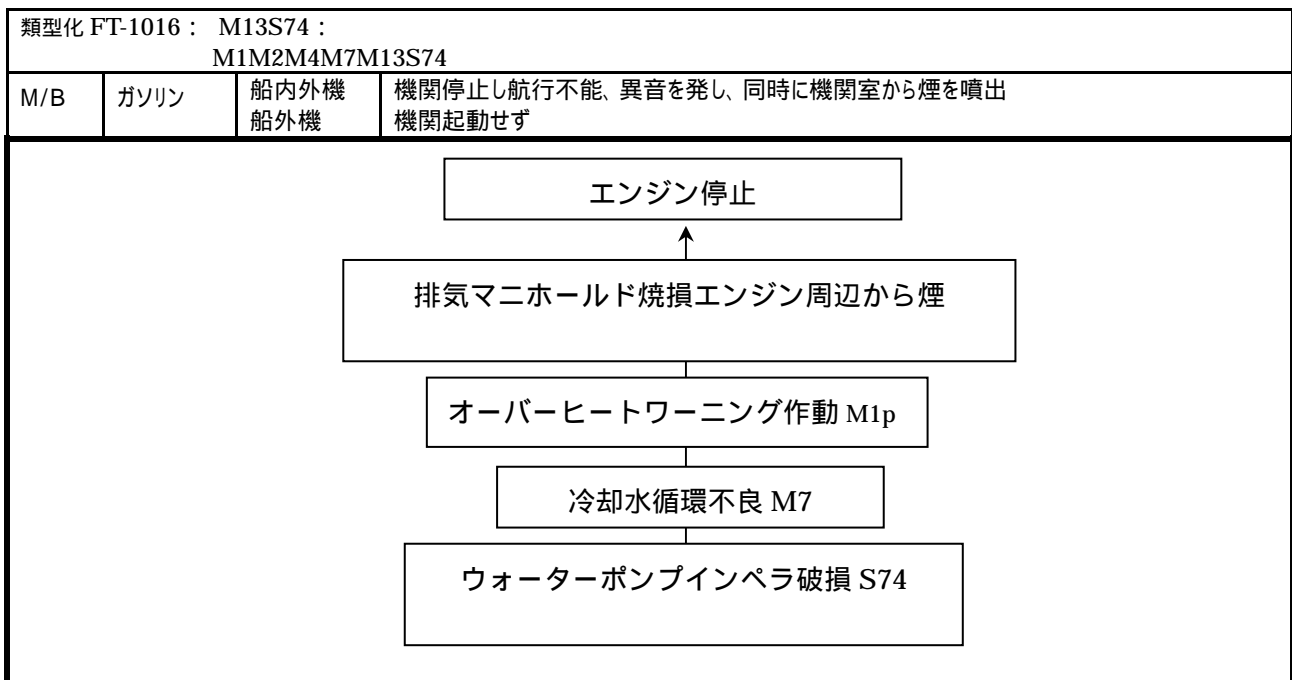 類型化 FT-1016： M13S74：
M1M2M4M7M13S74
M/B ガソリン 船内外機 機関停止し航行不能、異音を発し、同時に機関室から煙を噴出
船外機 機関起動せず
エンジン停止
排気マニホールド焼損エンジン周辺から煙
オーバーヒートワーニング作動 M1p
冷却水循環不良 M7
ウォーターポンプインペラ破損 S74